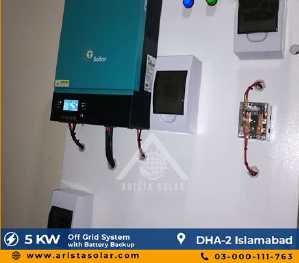 Solar
ARISTA SOLAR
5 KW
Off Grid System
with Battery Backup
DHA-2 Islamabad
www.aristasolar.com
03-000-111-763